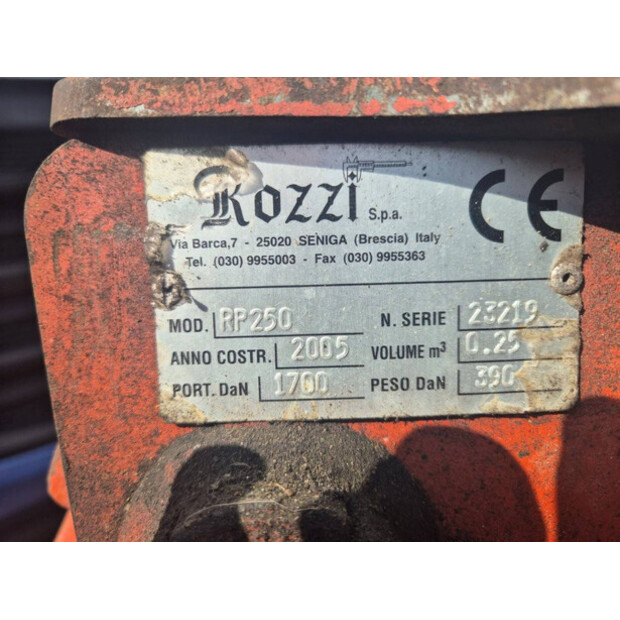 Rozzi S.p.a. CE
Via Barca,7 - 25020 SENIGA (Brescia) Italy
Tel. (030) 9955003 - Fax (030) 9955363
MOD. RP250 N. SERIE 23219
ANNO COSTR. 2005 VOLUME m³ 0.25
PORT. DaN 1700 PESO DaN 390